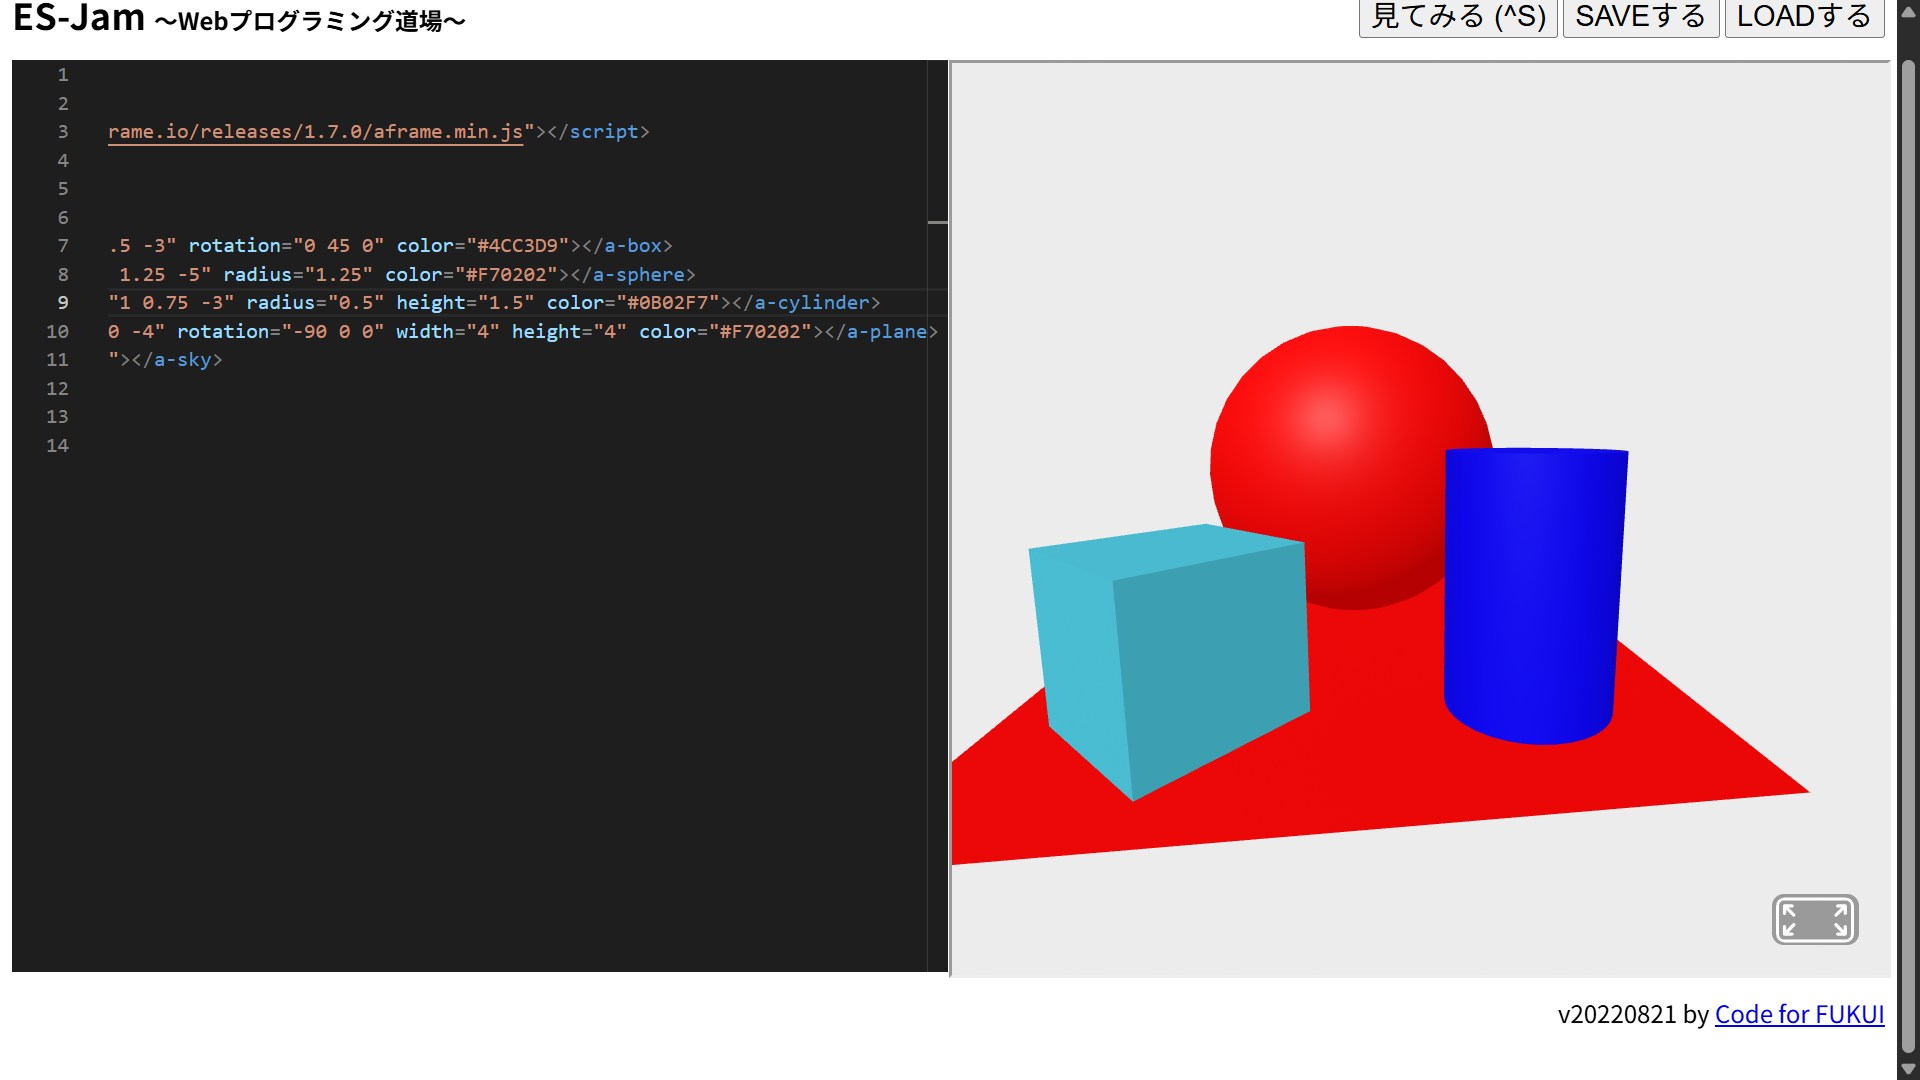 ES-Jam ～Webプログラミング道場～
見てみる (^S) SAVEする LOADする
1
2
3 rame.io/releases/1.7.0/aframe.min.js"></script>
4
5
6
7 .5 -3" rotation="0 45 0" color="#4CC3D9"></a-box>
8 1.25 -5" radius="1.25" color="#F70202"></a-sphere>
9 "1 0.75 -3" radius="0.5" height="1.5" color="#0B02F7"></a-cylinder>
10 0 -4" rotation="-90 0 0" width="4" height="4" color="#F70202"></a-plane>
11 "></a-sky>
12
13
14
v20220821 by Code for FUKUI